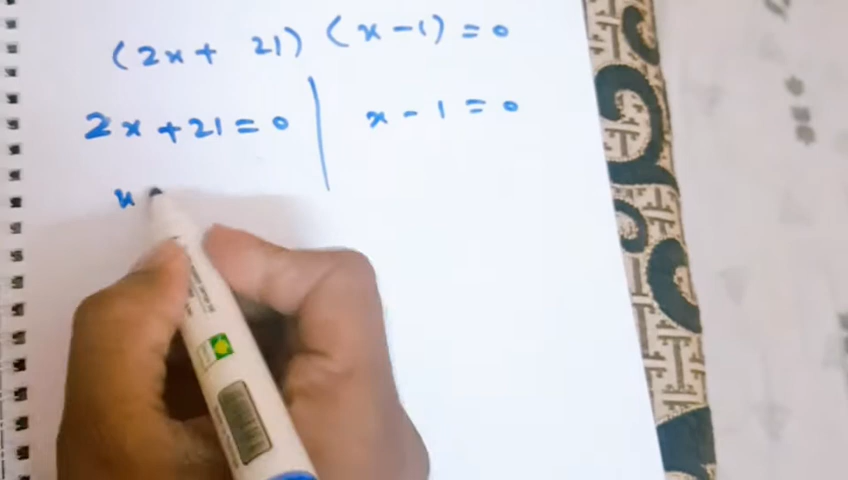 (2x + 21) (x - 1) = 0
2x + 21 = 0 | x - 1 = 0
x